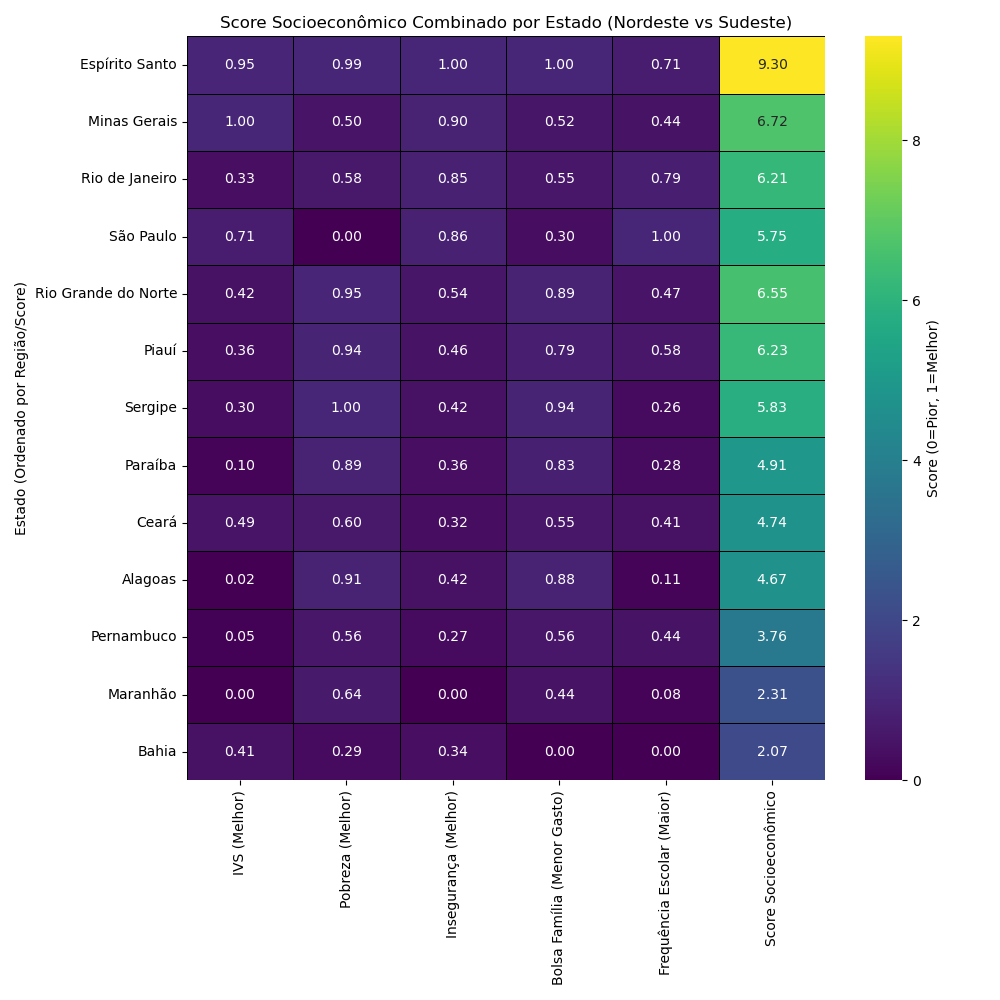 Score Socioeconômico Combinado por Estado (Nordeste vs Sudeste)
Estado (Ordenado por Região/Score)
Espírito Santo 0.95 0.99 1.00 1.00 0.71 9.30
Minas Gerais 1.00 0.50 0.90 0.52 0.44 6.72
Rio de Janeiro 0.33 0.58 0.85 0.55 0.79 6.21
São Paulo 0.71 0.00 0.86 0.30 1.00 5.75
Rio Grande do Norte 0.42 0.95 0.54 0.89 0.47 6.55
Piauí 0.36 0.94 0.46 0.79 0.58 6.23
Sergipe 0.30 1.00 0.42 0.94 0.26 5.83
Paraíba 0.10 0.89 0.36 0.83 0.28 4.91
Ceará 0.49 0.60 0.32 0.55 0.41 4.74
Alagoas 0.02 0.91 0.42 0.88 0.11 4.67
Pernambuco 0.05 0.56 0.27 0.56 0.44 3.76
Maranhão 0.00 0.64 0.00 0.44 0.08 2.31
Bahia 0.41 0.29 0.34 0.00 0.00 2.07
IVS (Melhor)
Pobreza (Melhor)
Insegurança (Melhor)
Bolsa Família (Menor Gasto)
Frequência Escolar (Maior)
Score Socioeconômico
8
6
4
2
0
Score (0=Pior, 1=Melhor)